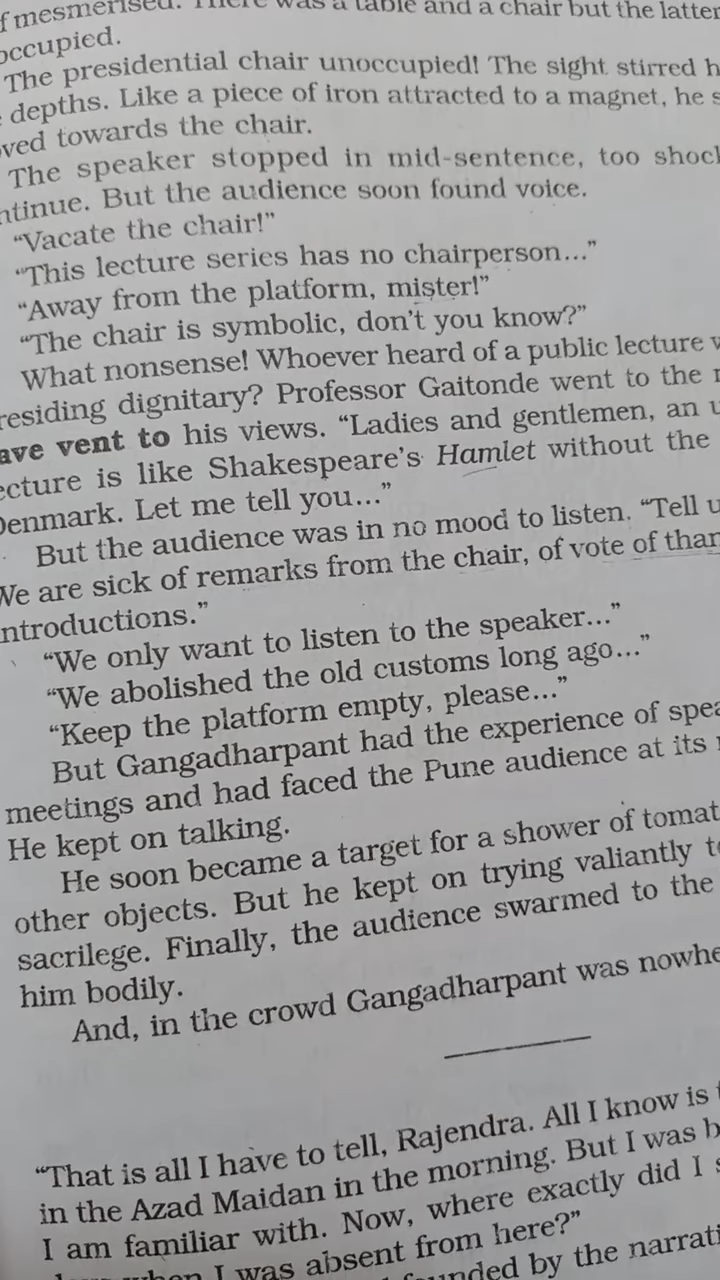 f mesmerised. There was a table and a chair but the latter
occupied.
The presidential chair unoccupied! The sight stirred h
depths. Like a piece of iron attracted to a magnet, he s
ved towards the chair.
The speaker stopped in mid-sentence, too shock
ntinue. But the audience soon found voice.
“Vacate the chair!”
“This lecture series has no chairperson...”
“Away from the platform, mister!”
“The chair is symbolic, don’t you know?”
What nonsense! Whoever heard of a public lecture w
residing dignitary? Professor Gaitonde went to the m
ave vent to his views. “Ladies and gentlemen, an u
ecture is like Shakespeare’s Hamlet without the
Denmark. Let me tell you...”
But the audience was in no mood to listen. “Tell u
We are sick of remarks from the chair, of vote of than
ntroductions.”
“We only want to listen to the speaker...”
“We abolished the old customs long ago...”
“Keep the platform empty, please...”
But Gangadharpant had the experience of spea
meetings and had faced the Pune audience at its
He kept on talking.
He soon became a target for a shower of tomat
other objects. But he kept on trying valiantly to
sacrilege. Finally, the audience swarmed to the
him bodily.
And, in the crowd Gangadharpant was nowhe
“That is all I have to tell, Rajendra. All I know is t
in the Azad Maidan in the morning. But I was b
I am familiar with. Now, where exactly did I s
when I was absent from here?”
by the narrati